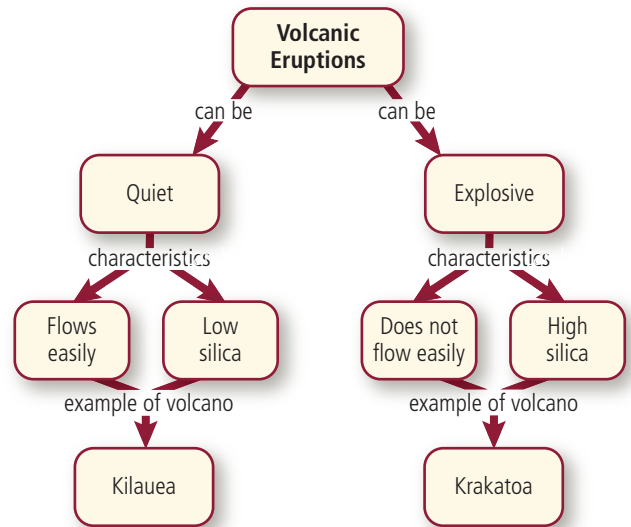 Volcanic
Eruptions
can be
can be
Quiet
Explosive
characteristics
characteristics
Flows
easily
Low
silica
Does not
flow easily
High
silica
example of volcano
example of volcano
Kilauea
Krakatoa